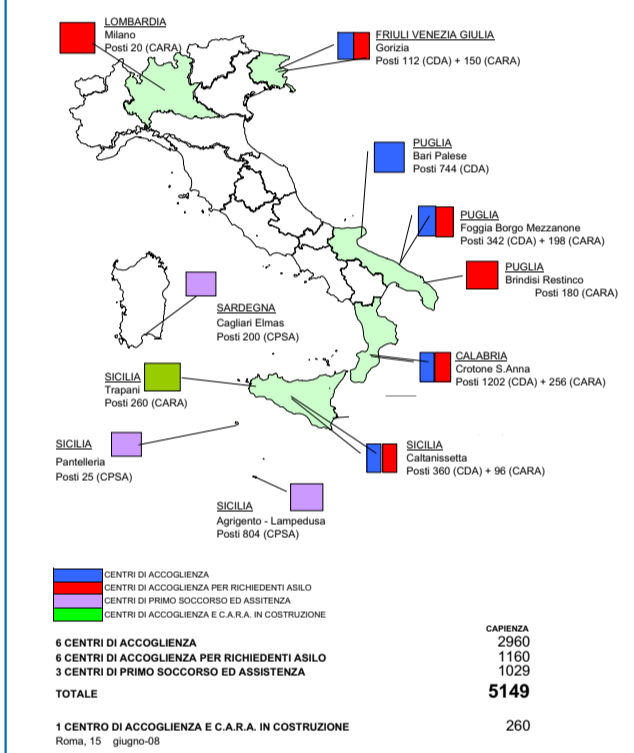 LOMBARDIA
Milano
Posti 20 (CARA)
FRIULI VENEZIA GIULIA
Gorizia
Posti 112 (CDA) + 150 (CARA)
PUGLIA
Bari Palese
Posti 744 (CDA)
PUGLIA
Foggia Borgo Mezzanone
Posti 342 (CDA) + 198 (CARA)
PUGLIA
Brindisi Restinco
Posti 180 (CARA)
SARDEGNA
Cagliari Elmas
Posti 200 (CPSA)
CALABRIA
Crotone S.Anna
Posti 1202 (CDA) + 256 (CARA)
SICILIA
Trapani
Posti 260 (CARA)
SICILIA
Pantelleria
Posti 25 (CPSA)
SICILIA
Caltanissetta
Posti 360 (CDA) + 96 (CARA)
SICILIA
Agrigento - Lampedusa
Posti 804 (CPSA)
CENTRI DI ACCOGLIENZA
CENTRI DI ACCOGLIENZA PER RICHIEDENTI ASILO
CENTRI DI PRIMO SOCCORSO ED ASSITENZA
CENTRI DI ACCOGLIENZA E C.A.R.A. IN COSTRUZIONE
CAPIENZA
6 CENTRI DI ACCOGLIENZA 2960
6 CENTRI DI ACCOGLIENZA PER RICHIEDENTI ASILO 1160
3 CENTRI DI PRIMO SOCCORSO ED ASSISTENZA 1029
TOTALE 5149
1 CENTRO DI ACCOGLIENZA E C.A.R.A. IN COSTRUZIONE 260
Roma, 15 giugno-08